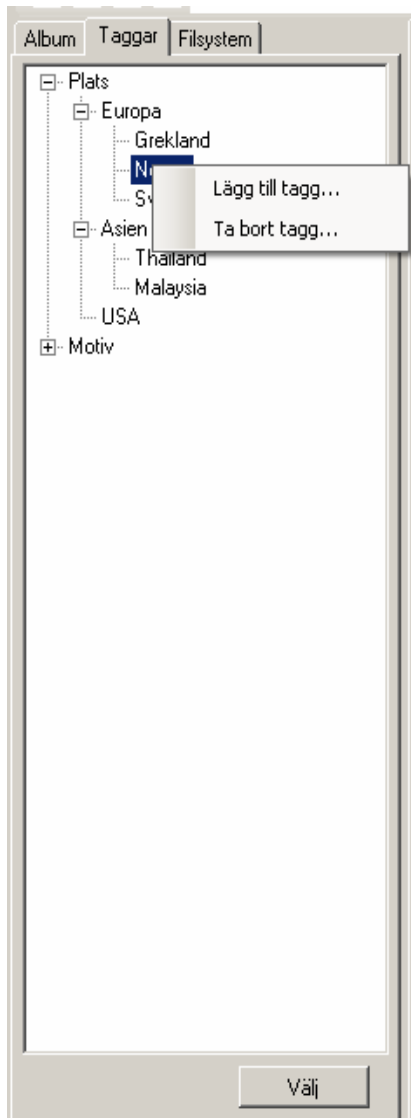 Album Taggar Filsystem
Plats
Europa
Grekland
Lägg till tagg...
Asien
Ta bort tagg...
Thailand
Malaysia
USA
Motiv
Välj